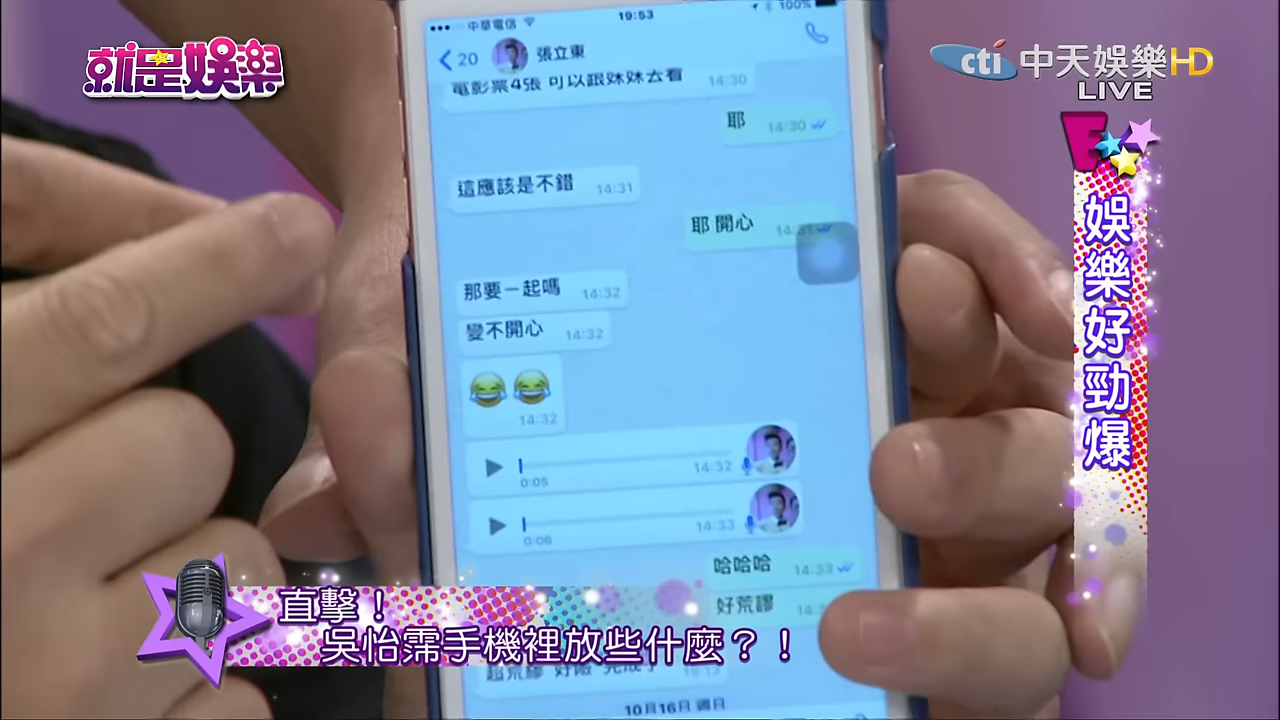 就是娛樂
cti 中天娛樂HD
LIVE
E
娛樂好勁爆
中華電信
19:53
100%
20
張立東
電影票4張 可以跟妹妹去看 14:30
耶 14:30
這應該是不錯 14:31
耶 開心 14:31
那要一起嗎 14:32
變不開心 14:32
14:32
0:05 14:32
0:06 14:33
哈哈哈 14:33
好荒謬
直擊！
吳怡霈手機裡放些什麼？！
10月16日 週日